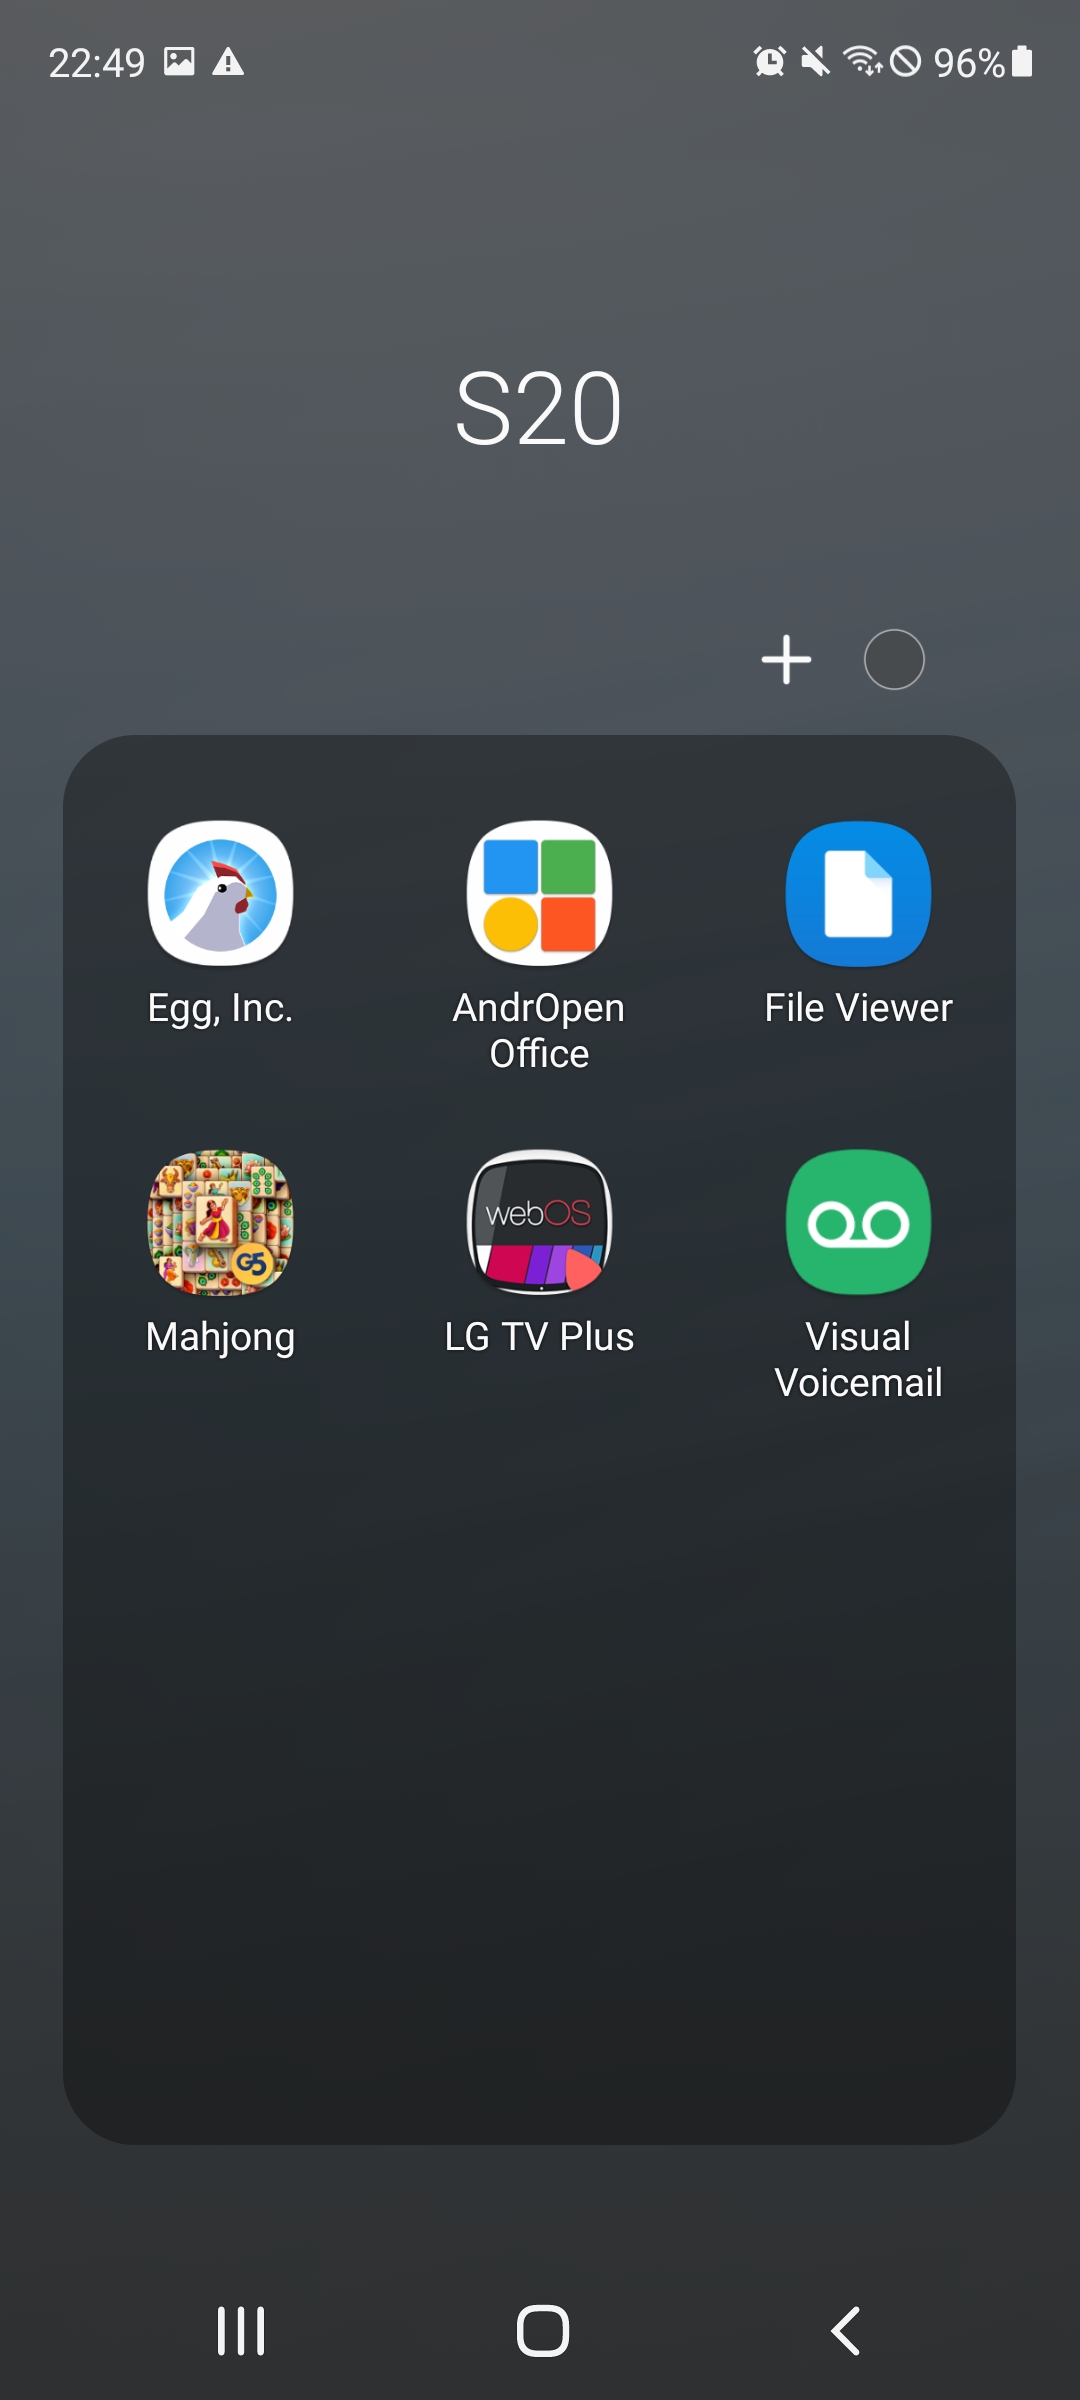 22:49
96%
S20
Egg, Inc.
AndrOpen
Office
File Viewer
G5
Mahjong
webOS
LG TV Plus
Visual
Voicemail